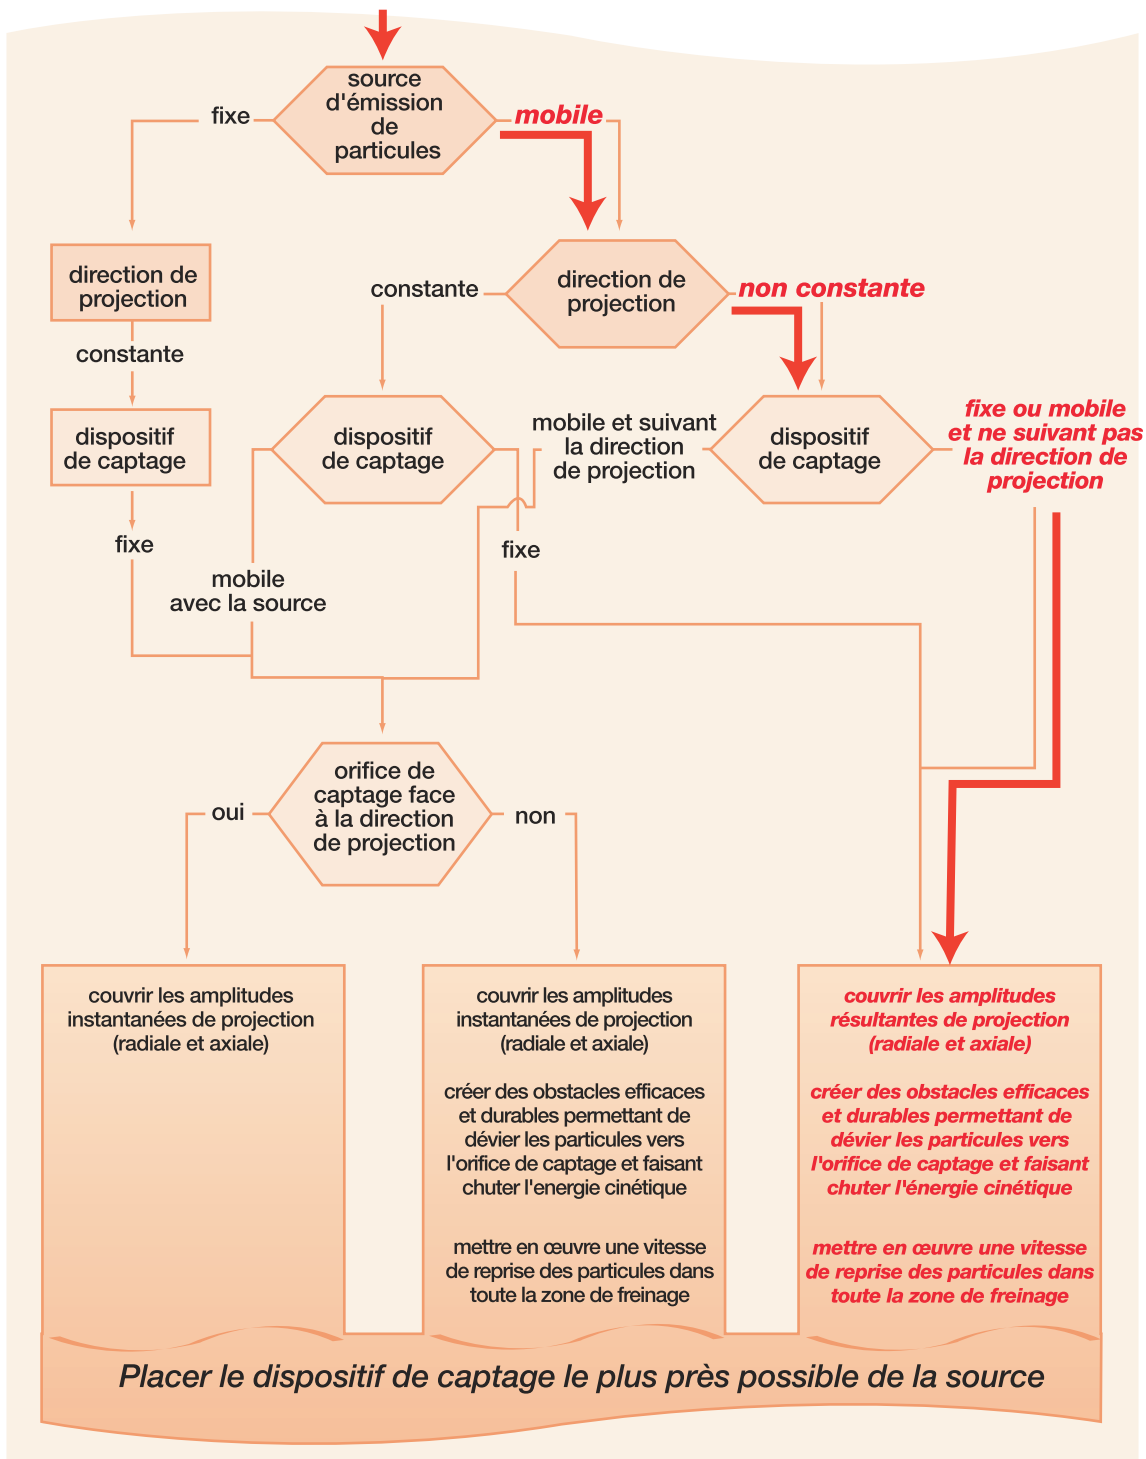 source
d'émission
de
particules
fixe
mobile
direction de
projection
constante
dispositif
de captage
fixe
direction de
projection
constante
non constante
dispositif
de captage
mobile
avec la source
fixe
mobile et suivant
la direction
de projection
dispositif
de captage
fixe ou mobile
et ne suivant pas
la direction de
projection
orifice de
captage face
à la direction
de projection
oui
non
couvrir les amplitudes
instantanées de projection
(radiale et axiale)
couvrir les amplitudes
instantanées de projection
(radiale et axiale)
créer des obstacles efficaces
et durables permettant de
dévier les particules vers
l'orifice de captage et faisant
chuter l'energie cinétique
mettre en œuvre une vitesse
de reprise des particules dans
toute la zone de freinage
couvrir les amplitudes
résultantes de projection
(radiale et axiale)
créer des obstacles efficaces
et durables permettant de
dévier les particules vers
l'orifice de captage et faisant
chuter l'énergie cinétique
mettre en œuvre une vitesse
de reprise des particules dans
toute la zone de freinage
Placer le dispositif de captage le plus près possible de la source